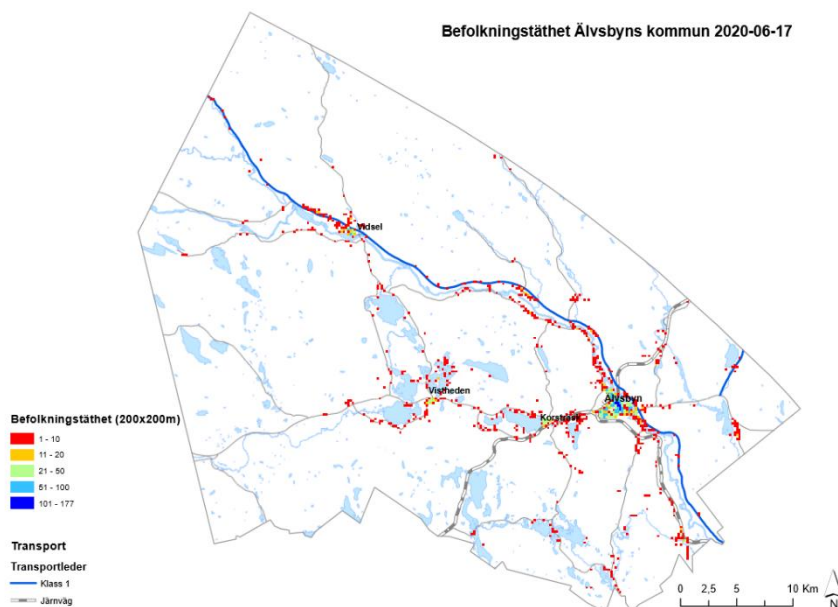 Befolkningstäthet Älvsbyns kommun 2020-06-17
Vidsel
Vistheden
Älvsbyn
Korsträsk
Befolkningstäthet (200x200m)
1 - 10
11 - 20
21 - 50
51 - 100
101 - 177
Transport
Transportleder
Klass 1
Järnväg
0 2,5 5 10 Km
N